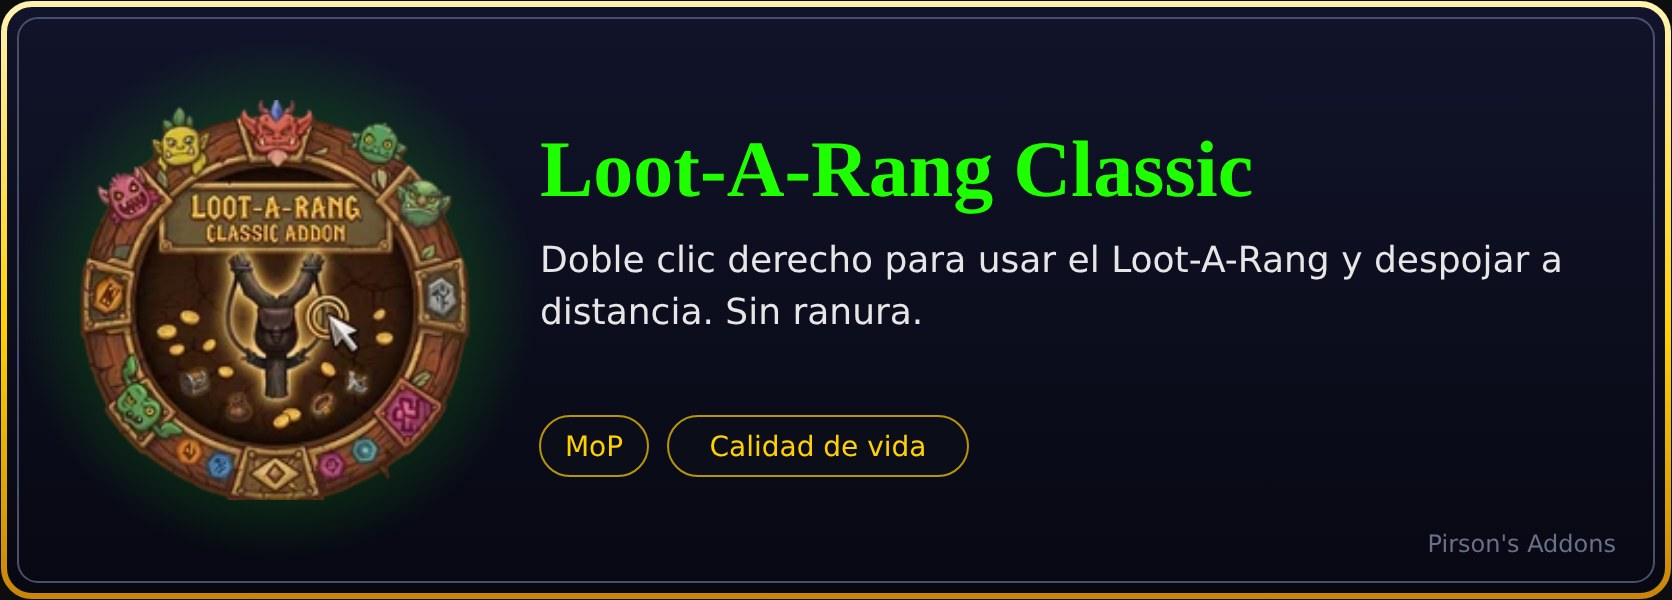 LOOT-A-RANG
CLASSIC ADDON
Loot-A-Rang Classic
Doble clic derecho para usar el Loot-A-Rang y despojar a
distancia. Sin ranura.
MoP
Calidad de vida
Pirson's Addons